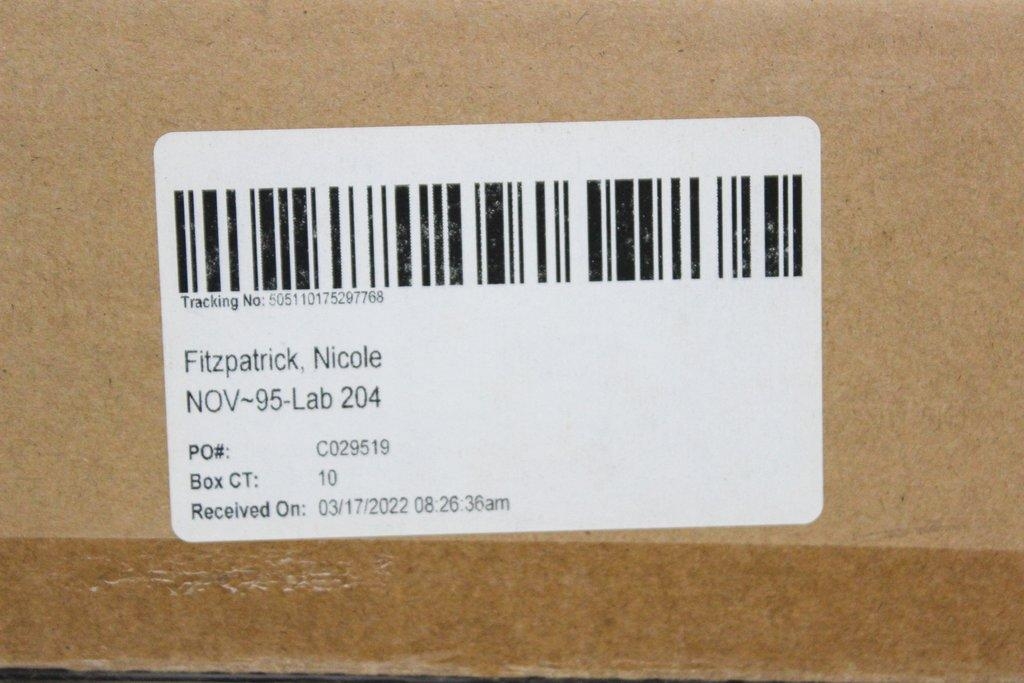 Tracking No: 505110175297768
Fitzpatrick, Nicole
NOV~95-Lab 204
PO#: C029519
Box CT: 10
Received On: 03/17/2022 08:26:36am